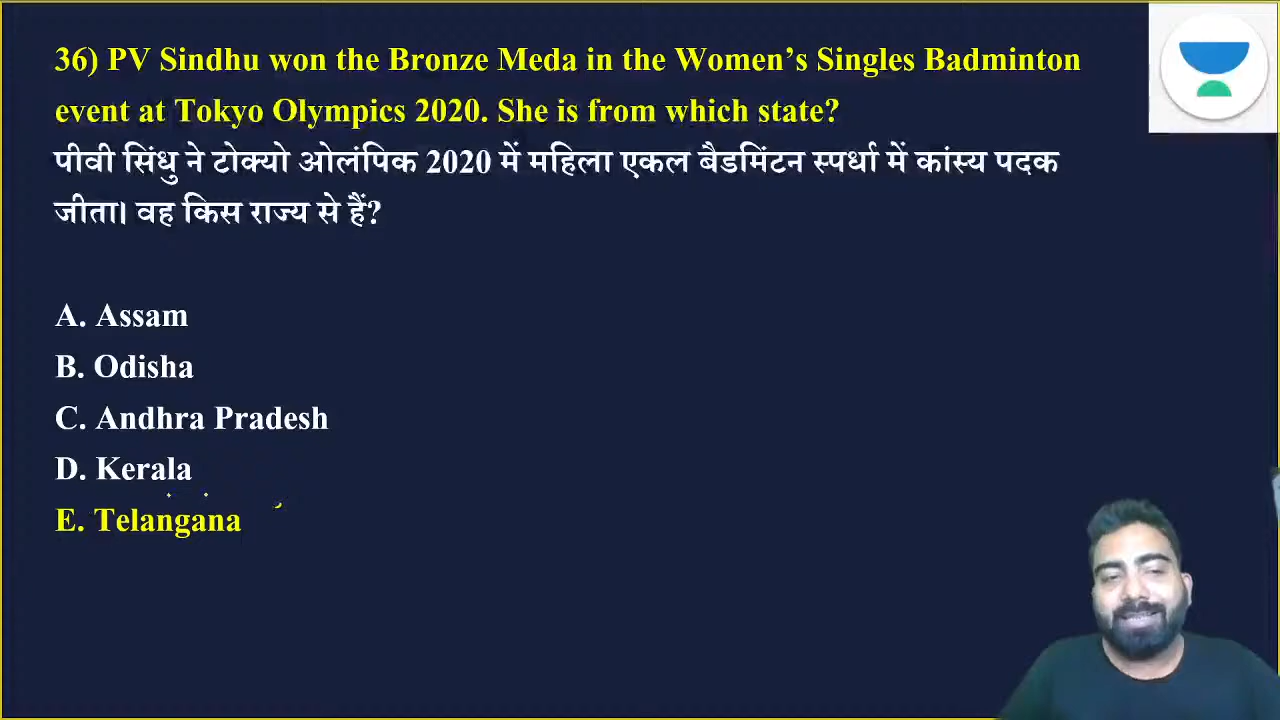 36) PV Sindhu won the Bronze Meda in the Women’s Singles Badminton
event at Tokyo Olympics 2020. She is from which state?
पीवी सिंधु ने टोक्यो ओलंपिक 2020 में महिला एकल बैडमिंटन स्पर्धा में कांस्य पदक
जीता। वह किस राज्य से हैं?
A. Assam
B. Odisha
C. Andhra Pradesh
D. Kerala
E. Telangana